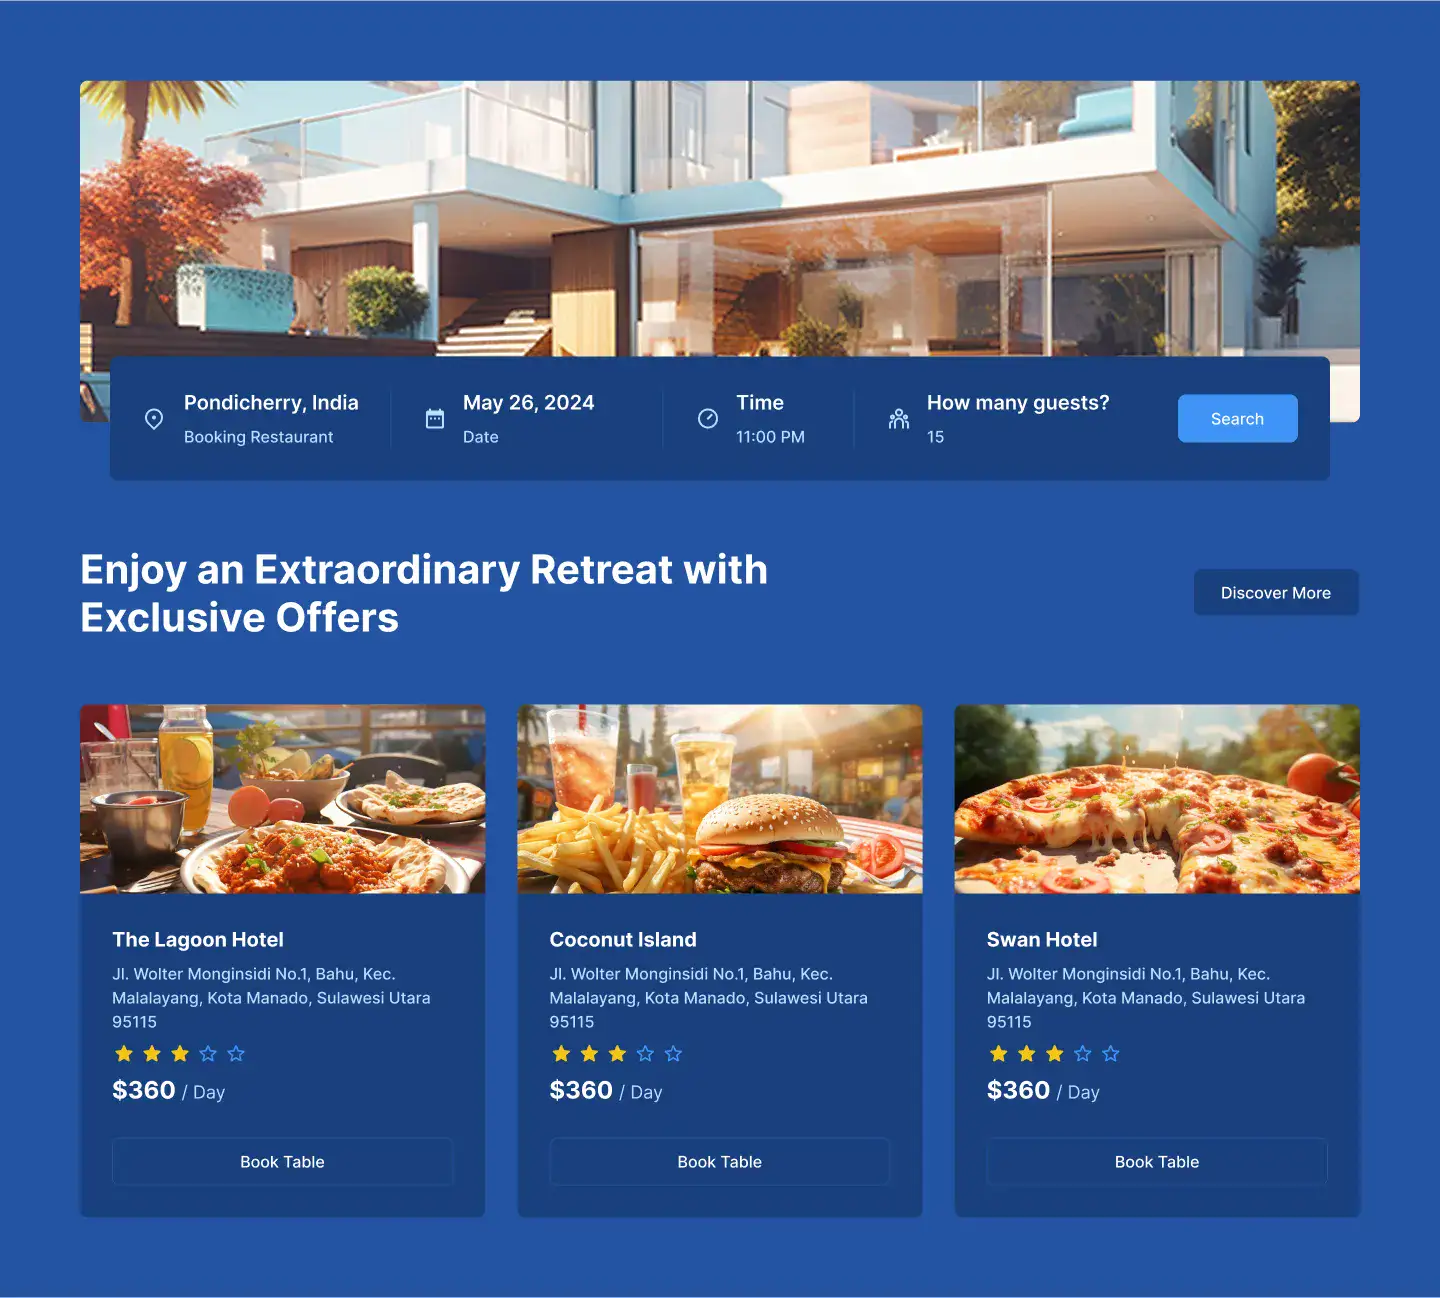 Pondicherry, India
Booking Restaurant
May 26, 2024
Date
Time
11:00 PM
How many guests?
15
Search
Enjoy an Extraordinary Retreat with
Exclusive Offers
Discover More
The Lagoon Hotel
Jl. Wolter Monginsidi No.1, Bahu, Kec.
Malalayang, Kota Manado, Sulawesi Utara
95115
$360 / Day
Book Table
Coconut Island
Jl. Wolter Monginsidi No.1, Bahu, Kec.
Malalayang, Kota Manado, Sulawesi Utara
95115
$360 / Day
Book Table
Swan Hotel
Jl. Wolter Monginsidi No.1, Bahu, Kec.
Malalayang, Kota Manado, Sulawesi Utara
95115
$360 / Day
Book Table